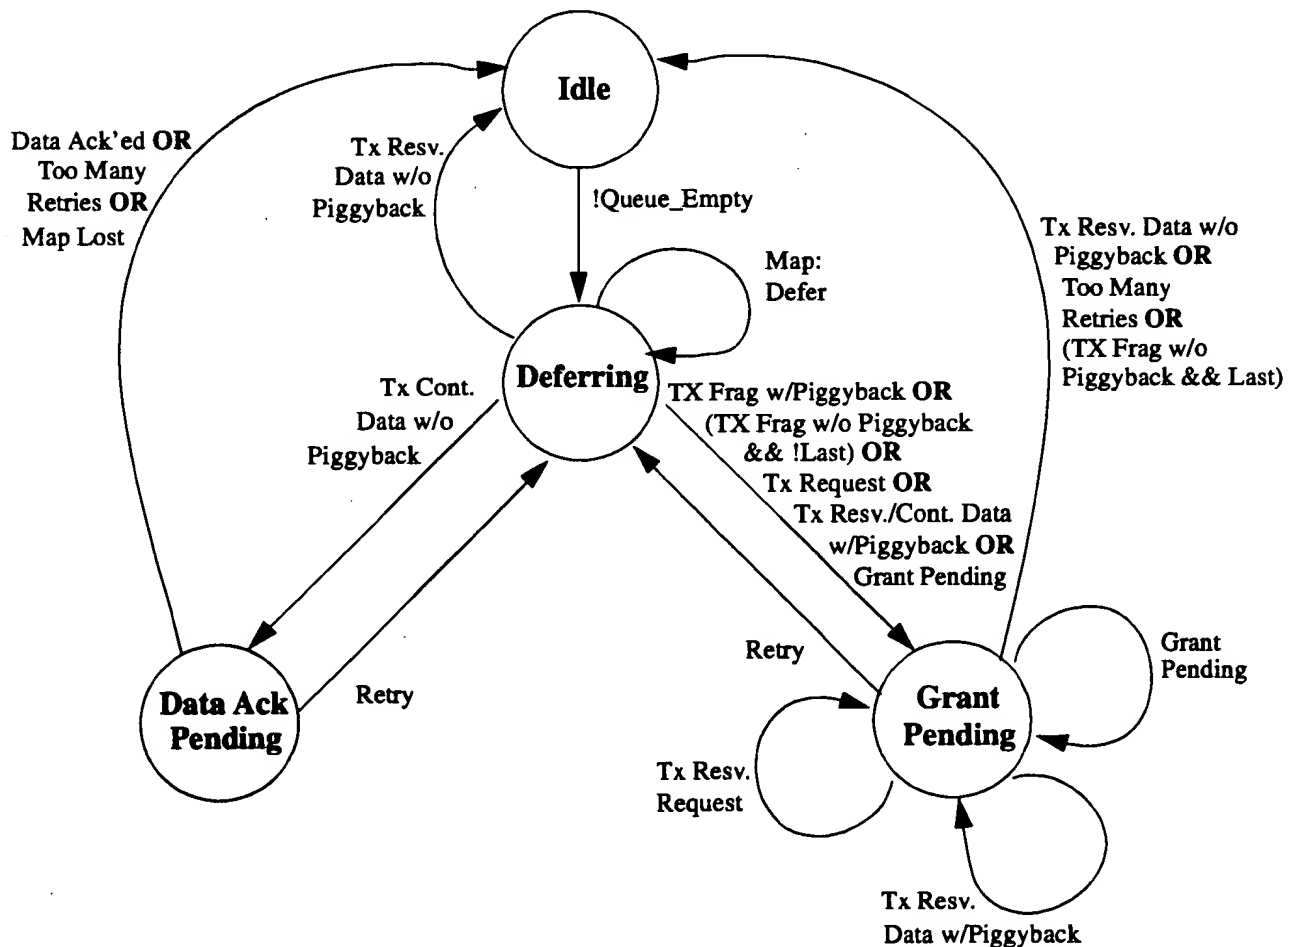 Idle
Data Ack'ed OR
Too Many
Retries OR
Map Lost
Tx Resv.
Data w/o
Piggyback
!Queue_Empty
Map:
Defer
Tx Resv. Data w/o
Piggyback OR
Too Many
Retries OR
(TX Frag w/o
Piggyback && Last)
Deferring
Tx Cont.
Data w/o
Piggyback
TX Frag w/Piggyback OR
(TX Frag w/o Piggyback
&& !Last) OR
Tx Request OR
Tx Resv./Cont. Data
w/Piggyback OR
Grant Pending
Retry
Retry
Data Ack
Pending
Grant
Pending
Grant
Pending
Tx Resv.
Request
Tx Resv.
Data w/Piggyback